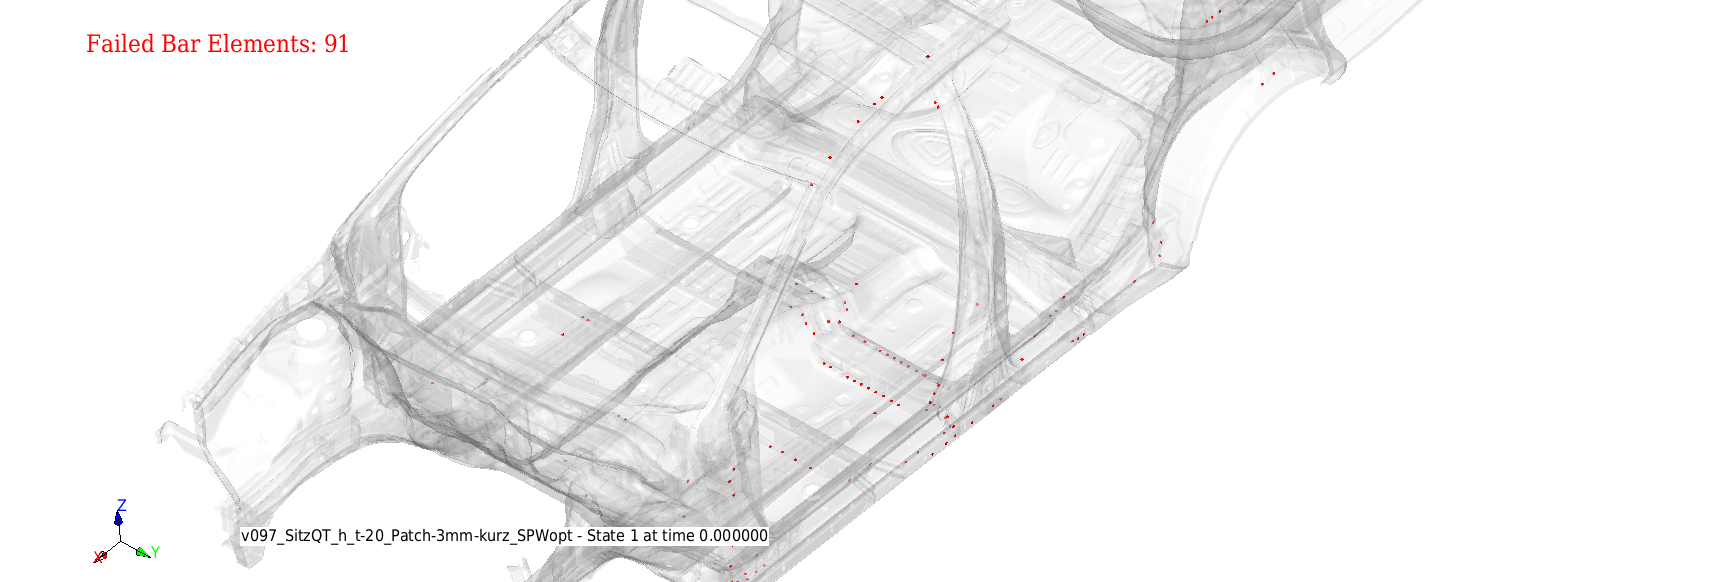 Failed Bar Elements: 91
Z
v097_SitzQT_h_t-20_Patch-3mm-kurz_SPWopt - State 1 at time 0.000000
X
Y